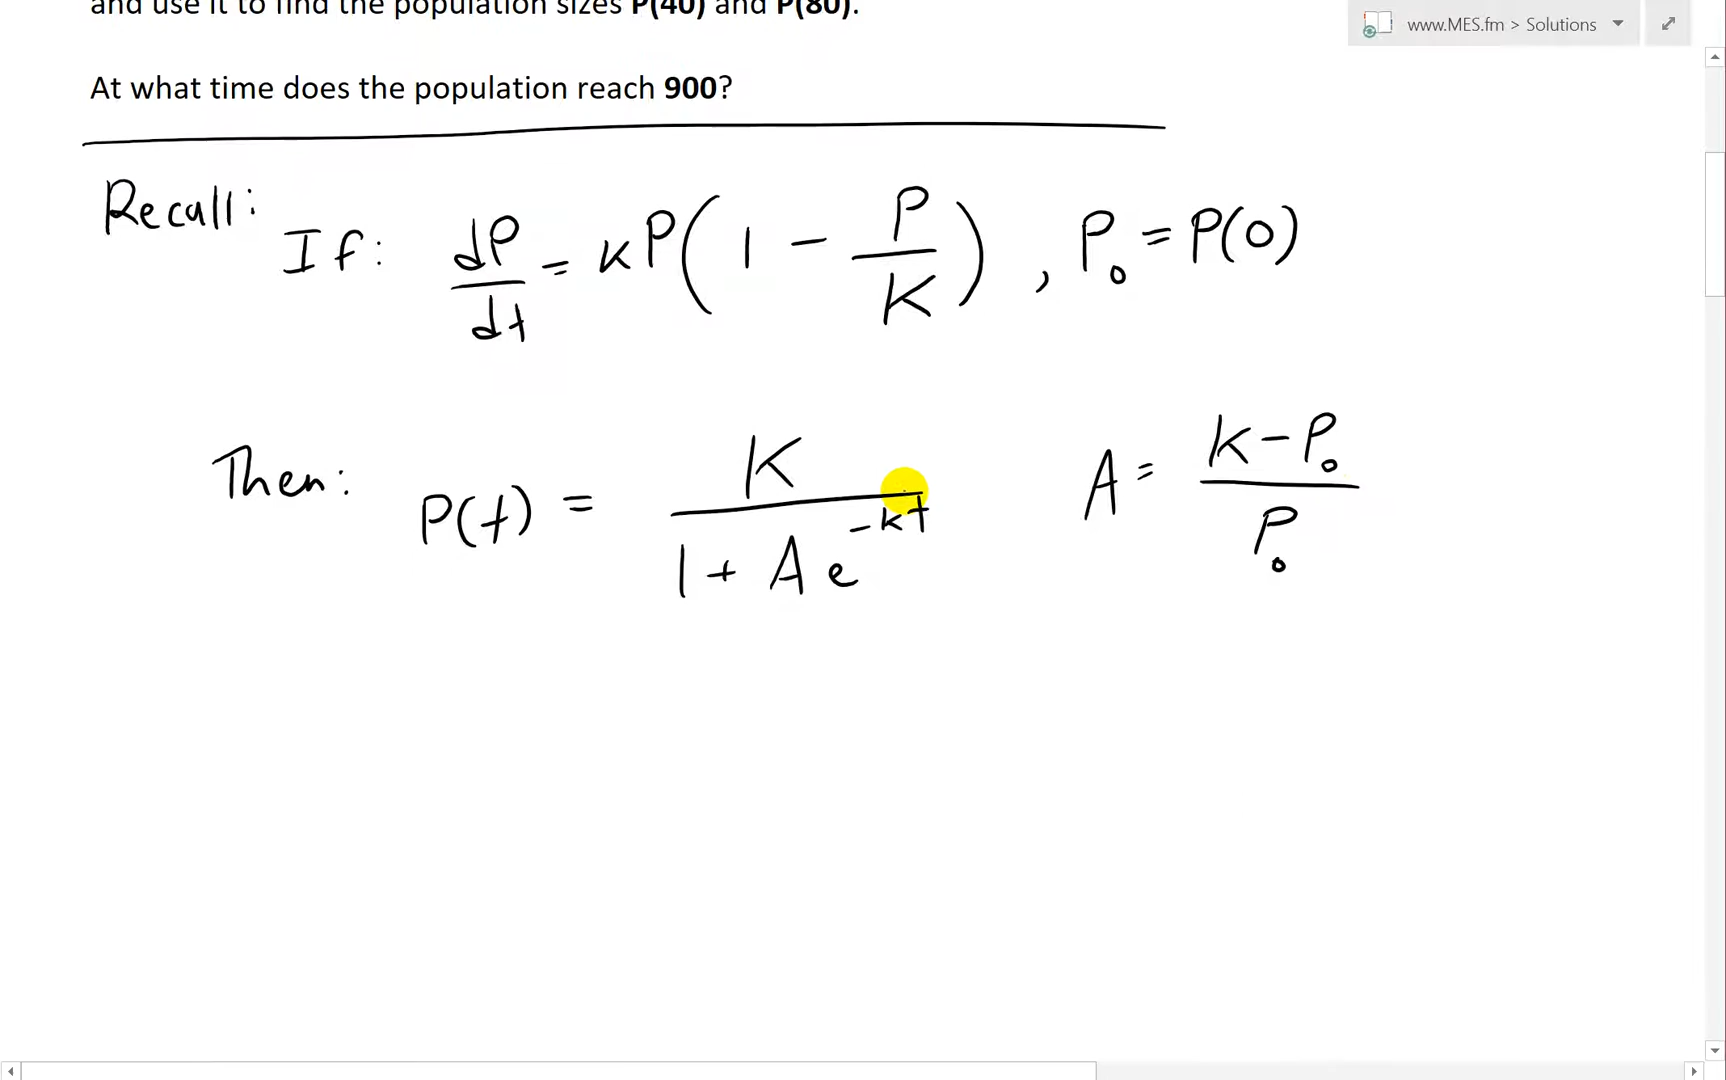 and use it to find the population sizes P(40) and P(80).
www.MES.fm > Solutions
At what time does the population reach 900?
Recall:
If: dP/dt = kP(1 - P/K), P₀ = P(0)
Then: P(t) = K/(1 + Ae^(-kt)) A = (K - P₀)/P₀